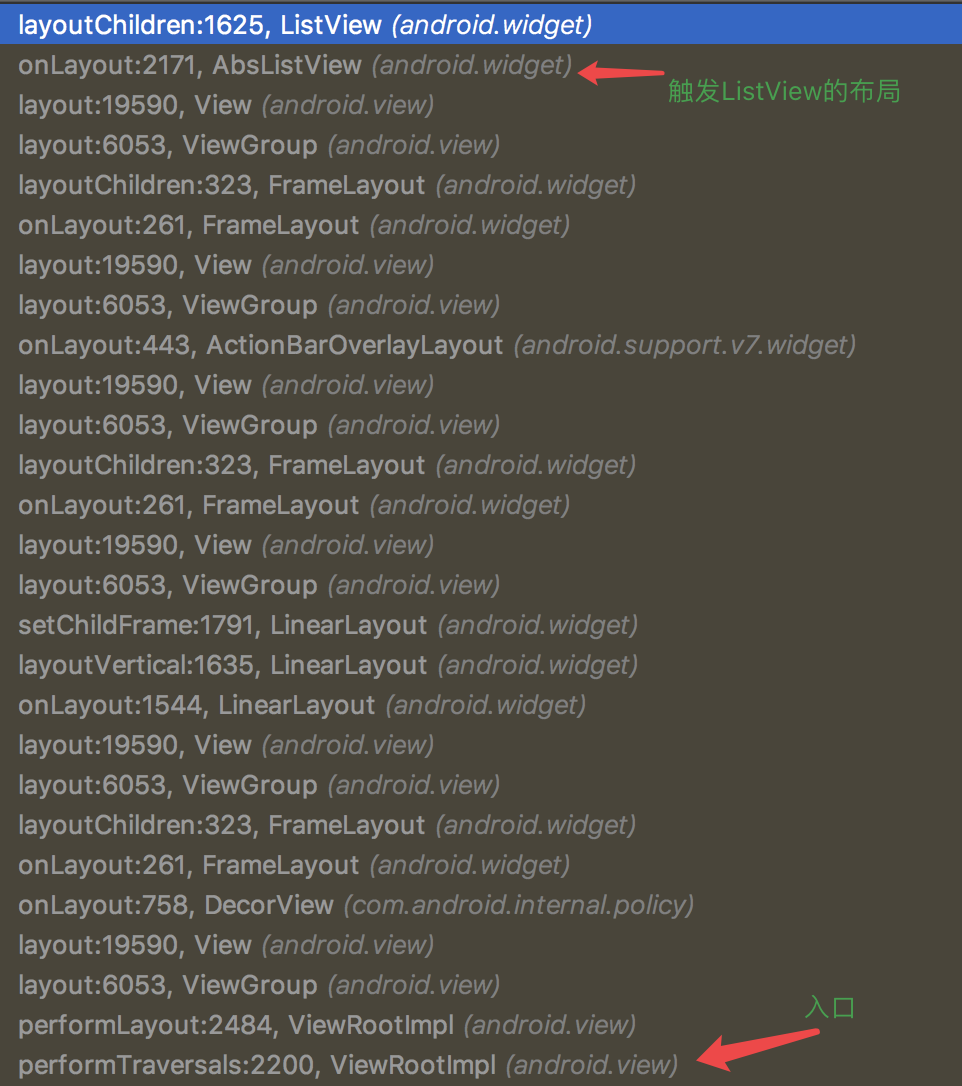 layoutChildren:1625, ListView (android.widget)
onLayout:2171, AbsListView (android.widget)
触发ListView的布局
layout:19590, View (android.view)
layout:6053, ViewGroup (android.view)
layoutChildren:323, FrameLayout (android.widget)
onLayout:261, FrameLayout (android.widget)
layout:19590, View (android.view)
layout:6053, ViewGroup (android.view)
onLayout:443, ActionBarOverlayLayout (android.support.v7.widget)
layout:19590, View (android.view)
layout:6053, ViewGroup (android.view)
layoutChildren:323, FrameLayout (android.widget)
onLayout:261, FrameLayout (android.widget)
layout:19590, View (android.view)
layout:6053, ViewGroup (android.view)
setChildFrame:1791, LinearLayout (android.widget)
layoutVertical:1635, LinearLayout (android.widget)
onLayout:1544, LinearLayout (android.widget)
layout:19590, View (android.view)
layout:6053, ViewGroup (android.view)
layoutChildren:323, FrameLayout (android.widget)
onLayout:261, FrameLayout (android.widget)
onLayout:758, DecorView (com.android.internal.policy)
layout:19590, View (android.view)
layout:6053, ViewGroup (android.view)
入口
performLayout:2484, ViewRootImpl (android.view)
performTraversals:2200, ViewRootImpl (android.view)